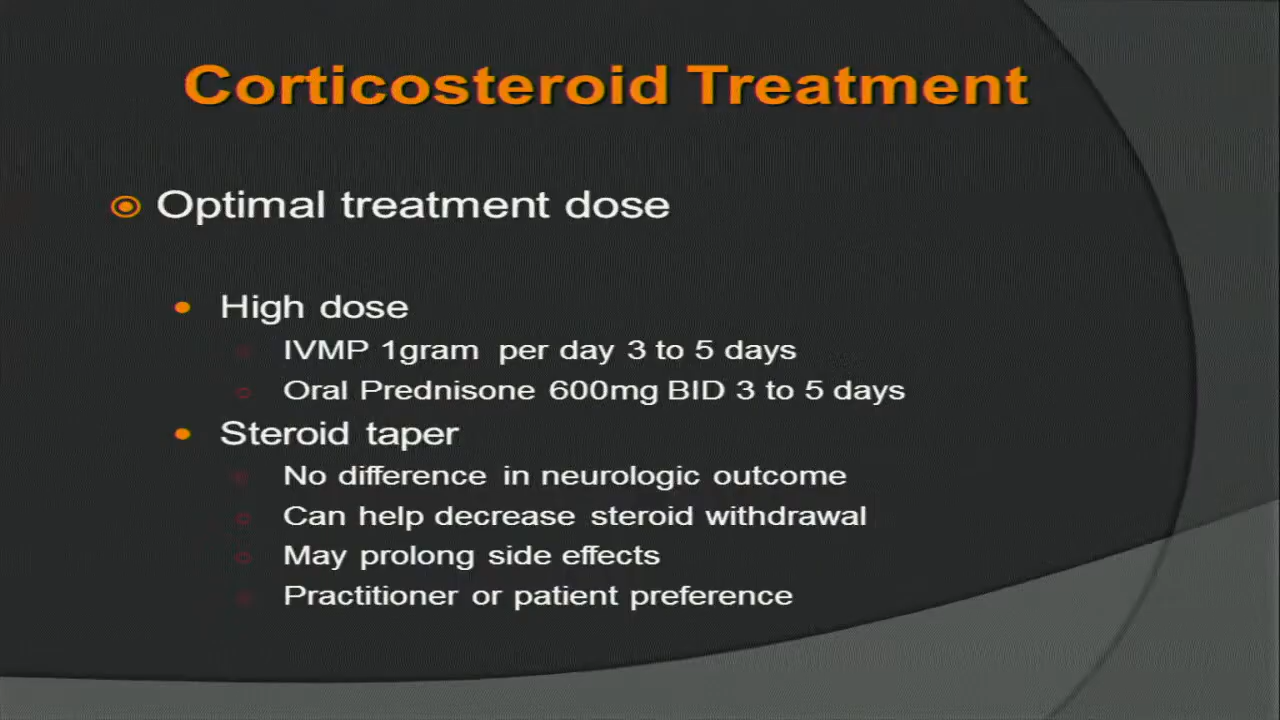 Corticosteroid Treatment
Optimal treatment dose
High dose
IVMP 1gram per day 3 to 5 days
Oral Prednisone 600mg BID 3 to 5 days
Steroid taper
No difference in neurologic outcome
Can help decrease steroid withdrawal
May prolong side effects
Practitioner or patient preference